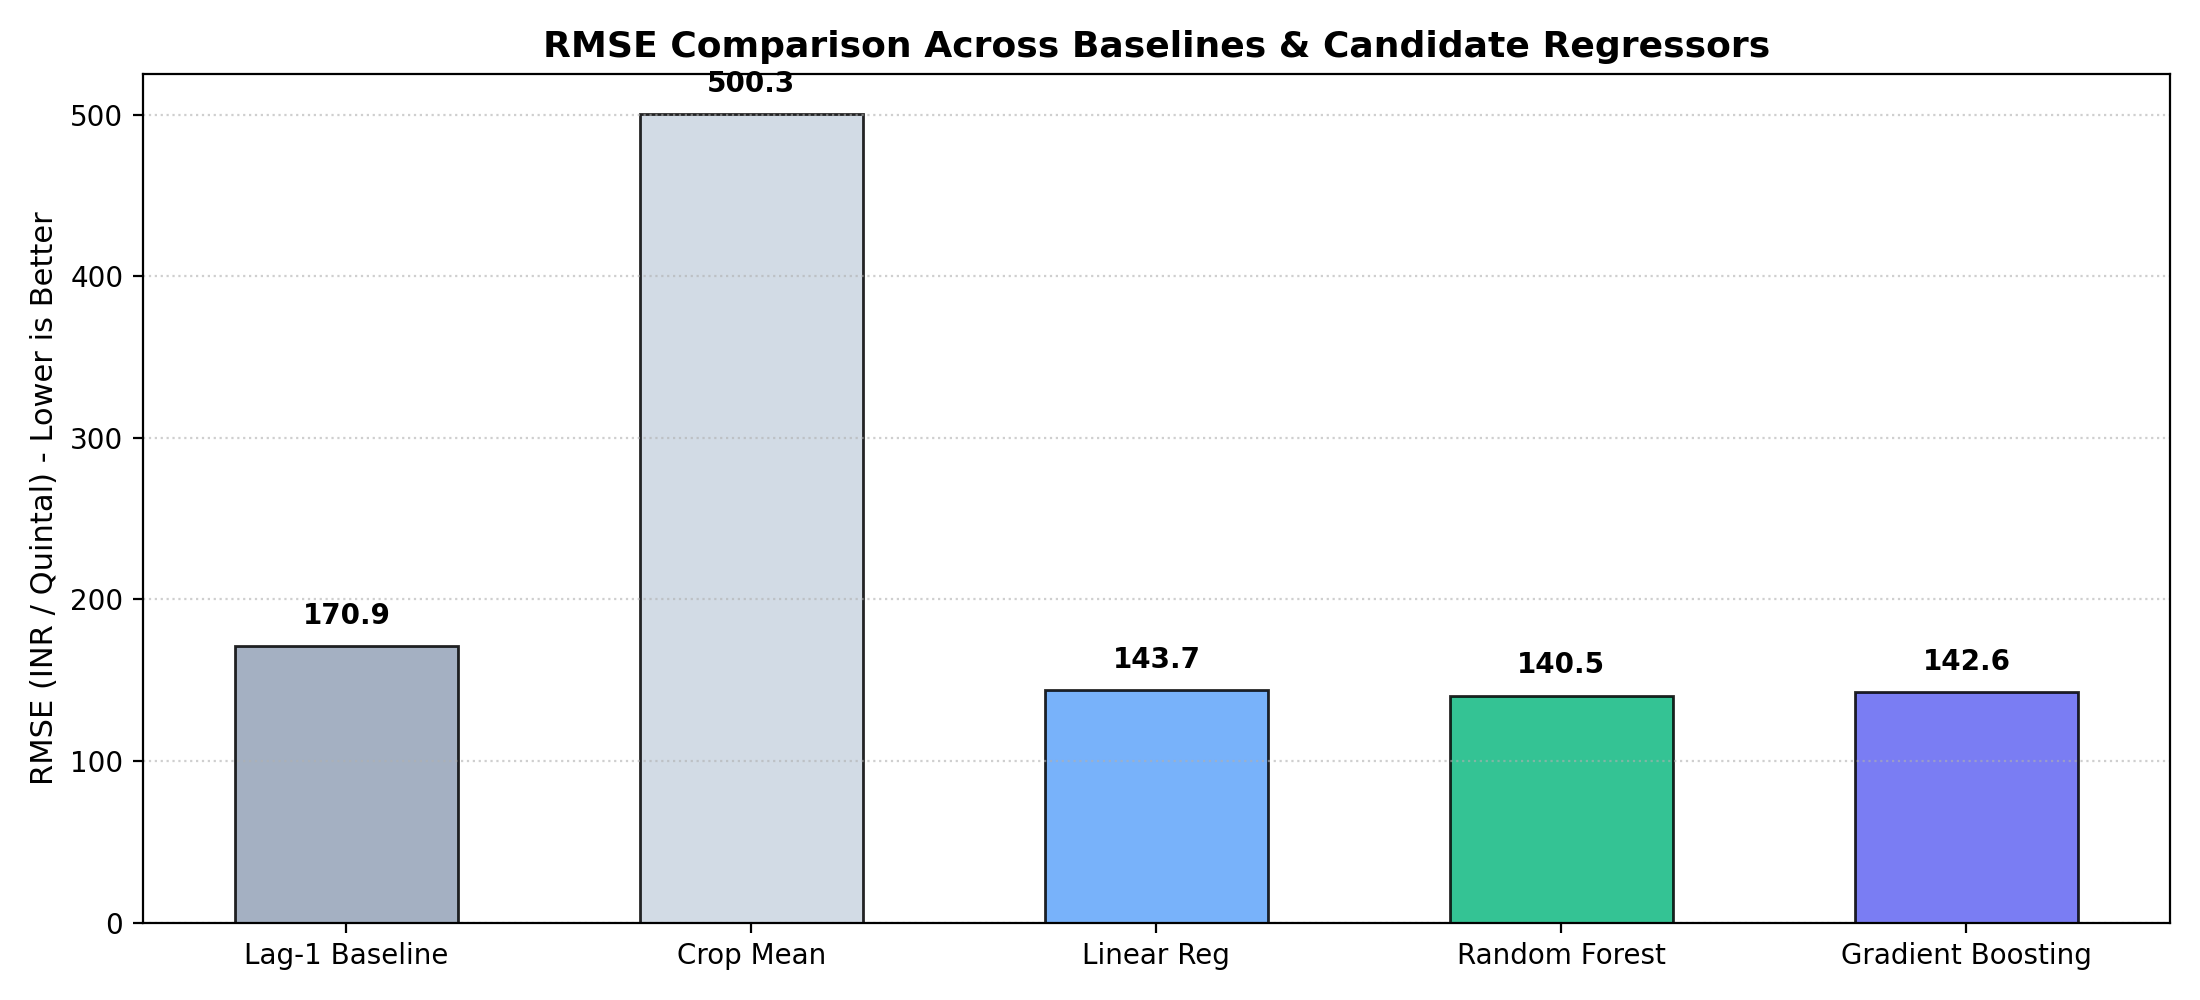 RMSE Comparison Across Baselines & Candidate Regressors
RMSE (INR / Quintal) - Lower is Better
500
400
300
200
100
0
170.9
500.3
143.7
140.5
142.6
Lag-1 Baseline
Crop Mean
Linear Reg
Random Forest
Gradient Boosting